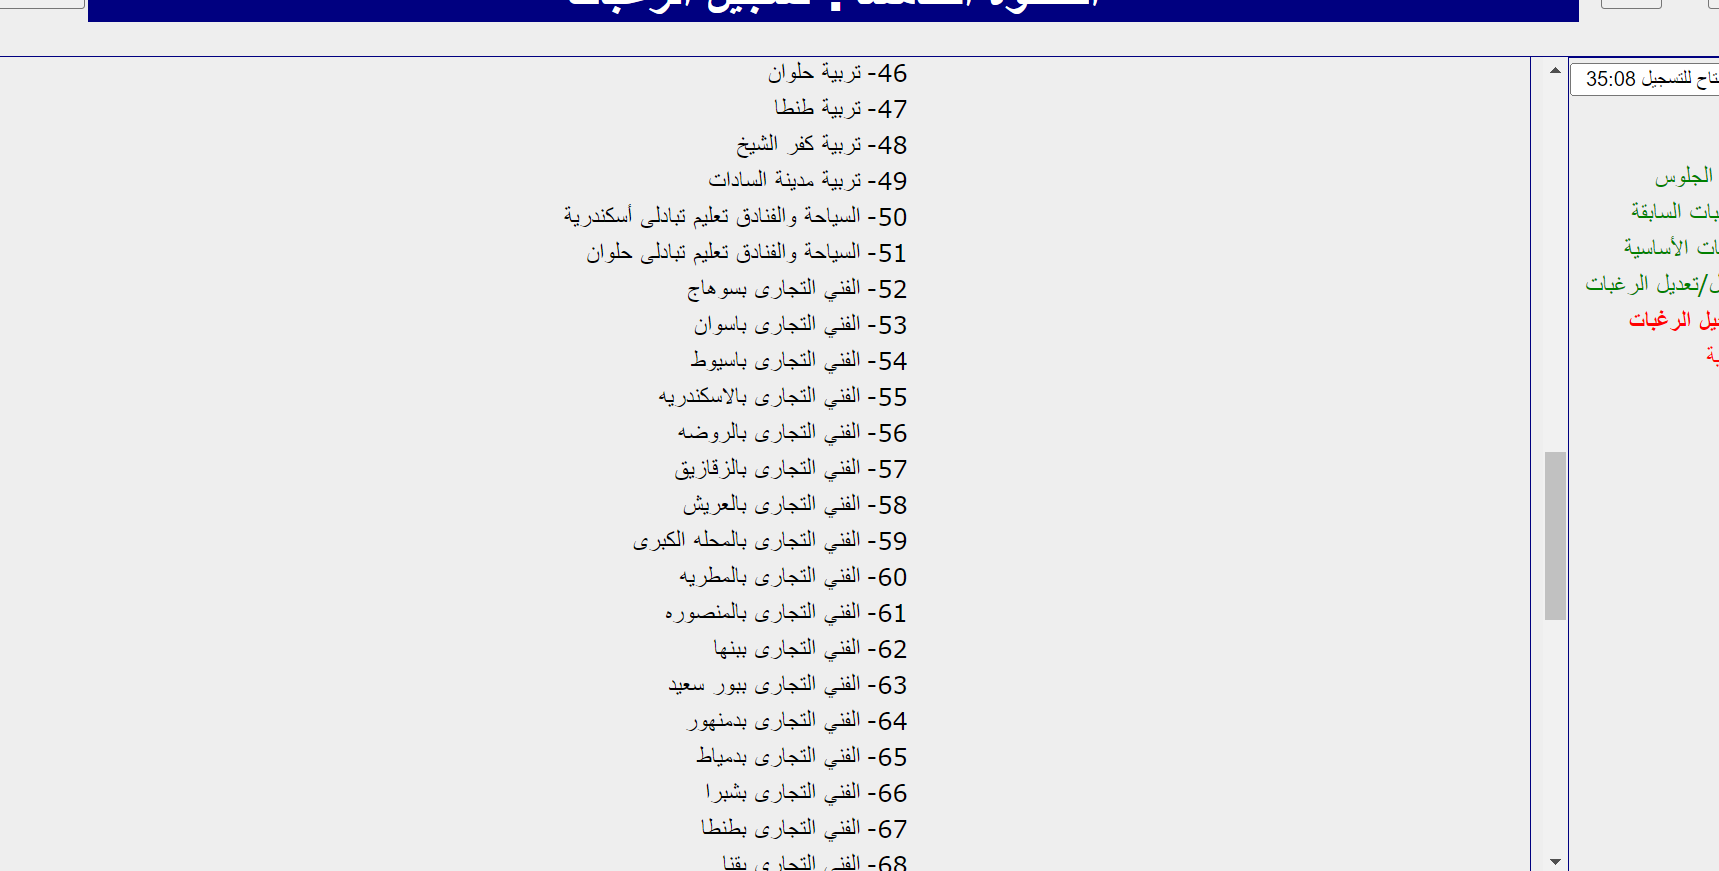 46- تربية حلوان
47- تربية طنطا
48- تربية كفر الشيخ
49- تربية مدينة السادات
50- السياحة والفنادق تعليم تبادلى أسكندرية
51- السياحة والفنادق تعليم تبادلى حلوان
52- الفني التجارى بسوهاج
53- الفني التجارى باسوان
54- الفني التجارى باسيوط
55- الفني التجارى بالاسكندريه
56- الفني التجارى بالروضه
57- الفني التجارى بالزقازيق
58- الفني التجارى بالعريش
59- الفني التجارى بالمحله الكبرى
60- الفني التجارى بالمطريه
61- الفني التجارى بالمنصوره
62- الفني التجارى ببنها
63- الفني التجارى ببور سعيد
64- الفني التجارى بدمنهور
65- الفني التجارى بدمياط
66- الفني التجارى بشبرا
67- الفني التجارى بطنطا
68- الفني التجارى بقنا
للتسجيل 35:08
الجلوس
السابقة
الأساسية
/تعديل الرغبات
الرغبات